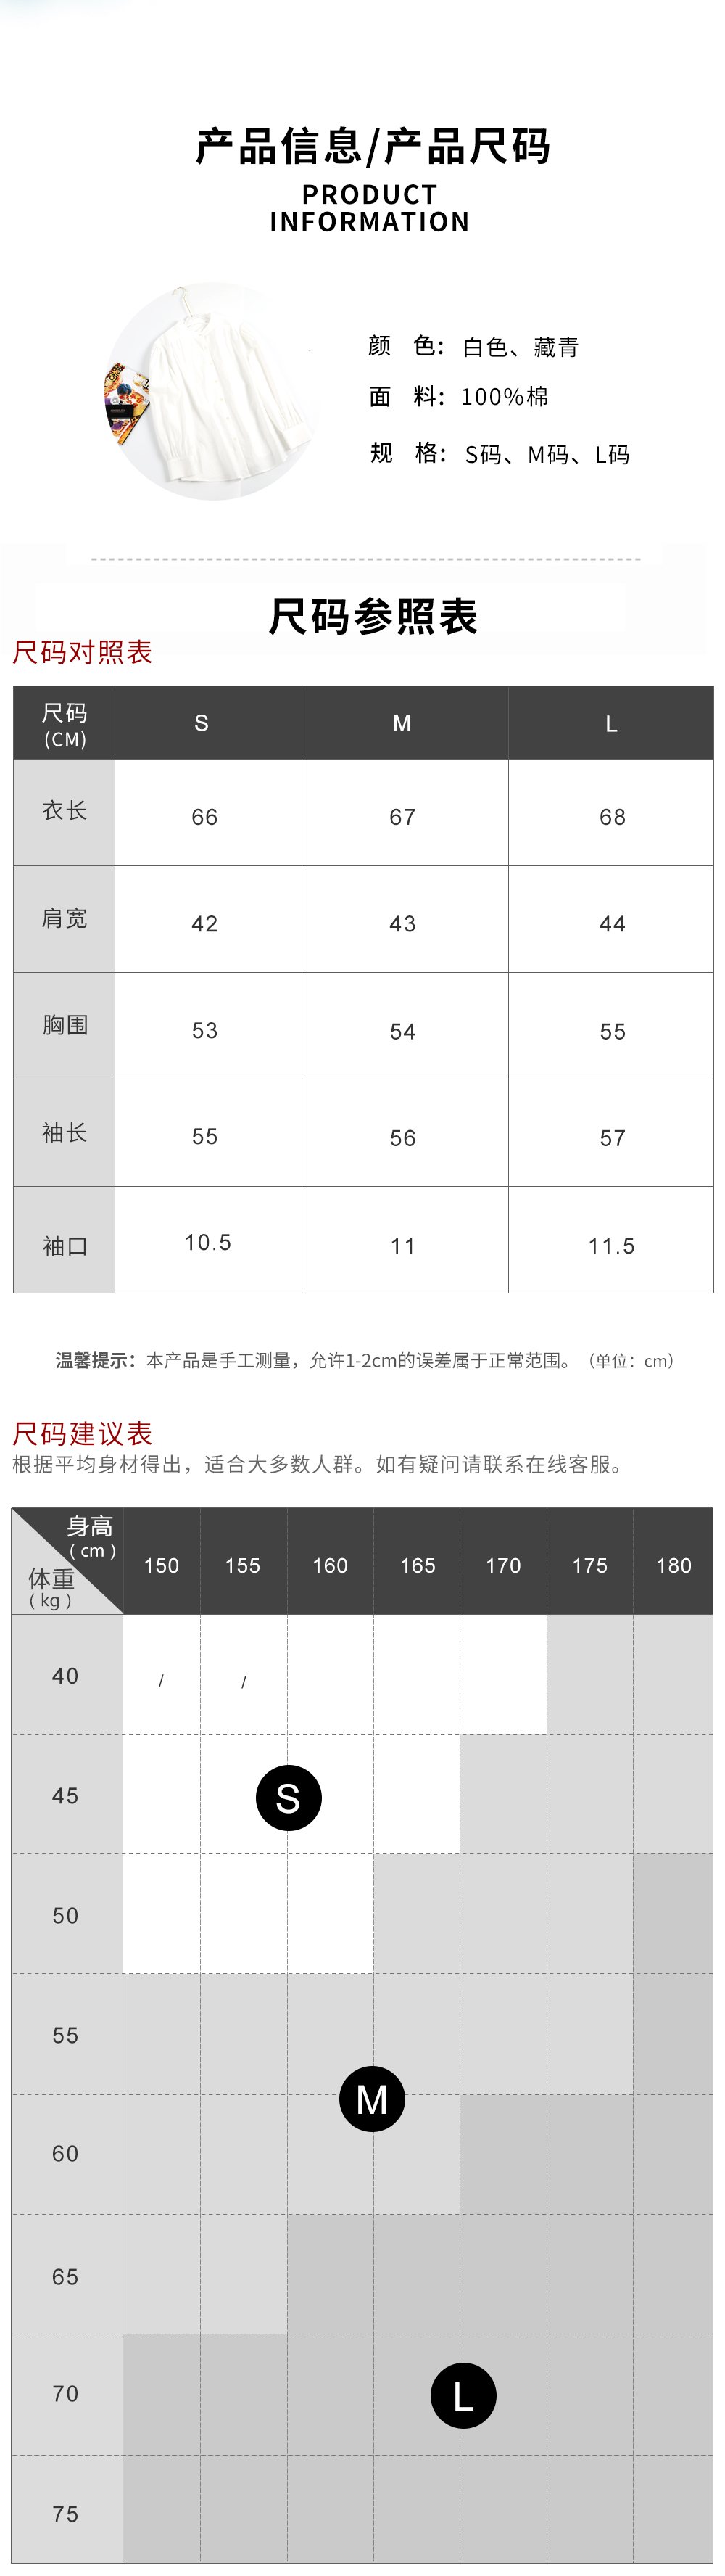 产品信息/产品尺码
PRODUCT
INFORMATION
颜 色: 白色、藏青
面 料: 100%棉
规 格: S码、M码、L码
尺码参照表
尺码对照表
尺码 S M L
(CM)
衣长 66 67 68
肩宽 42 43 44
胸围 53 54 55
袖长 55 56 57
袖口 10.5 11 11.5
温馨提示：本产品是手工测量，允许1-2cm的误差属于正常范围。（单位：cm）
尺码建议表
根据平均身材得出，适合大多数人群。如有疑问请联系在线客服。
身高
( cm ) 150 155 160 165 170 175 180
体重
( kg )
40 / /
45 S
50
55
M
60
65
70 L
75